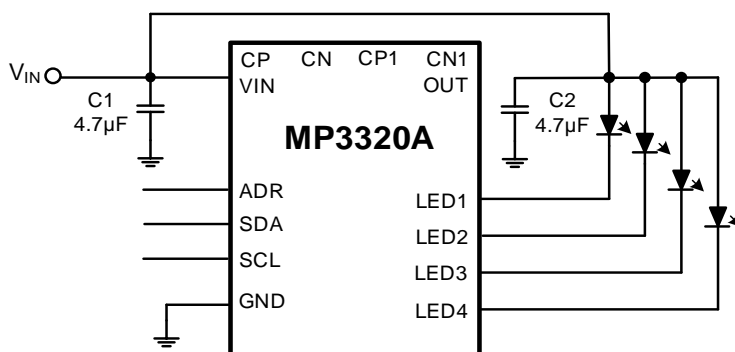 CP CN CP1 CN1
VIN VIN OUT
C1 C2
4.7µF 4.7µF
MP3320A
ADR
LED1
SDA
LED2
SCL
LED3
GND
LED4